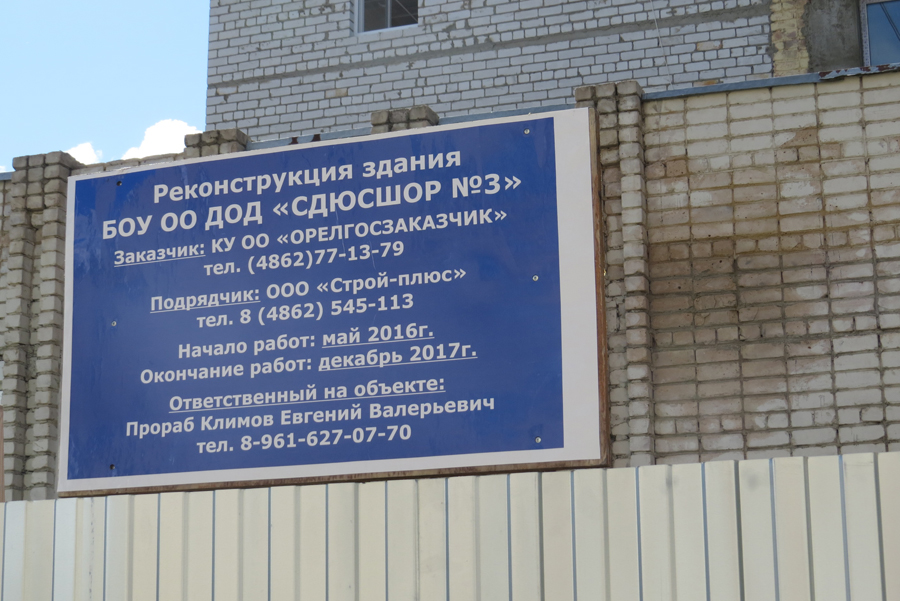 Реконструкция здания
БОУ ОО ДОД «СДЮСШОР №3»
Заказчик: КУ ОО «ОРЕЛГОСЗАКАЗЧИК»
тел. (4862)77-13-79
Подрядчик: ООО «Строй-плюс»
тел. 8 (4862) 545-113
Начало работ: май 2016г.
Окончание работ: декабрь 2017г.
Ответственный на объекте:
Прораб Климов Евгений Валерьевич
тел. 8-961-627-07-70